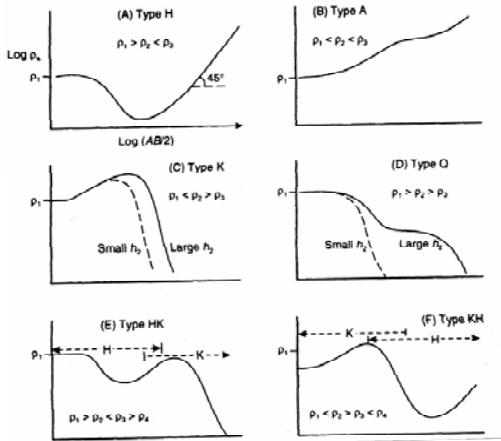 (A) Type H
ρ₁ > ρ₂ < ρ₃
Log ρₐ
ρ₁
45°
Log (AB/2)
(B) Type A
ρ₁ < ρ₂ < ρ₃
ρ₁
(C) Type K
ρ₁ < ρ₂ > ρ₃
ρ₁
Small h₂
Large h₂
(D) Type Q
ρ₁ > ρ₂ > ρ₃
ρ₁
Small h₂
Large h₂
(E) Type HK
H
K
ρ₁
ρ₁ > ρ₂ < ρ₃ > ρ₄
(F) Type KH
K
H
ρ₁
ρ₁ < ρ₂ > ρ₃ < ρ₄